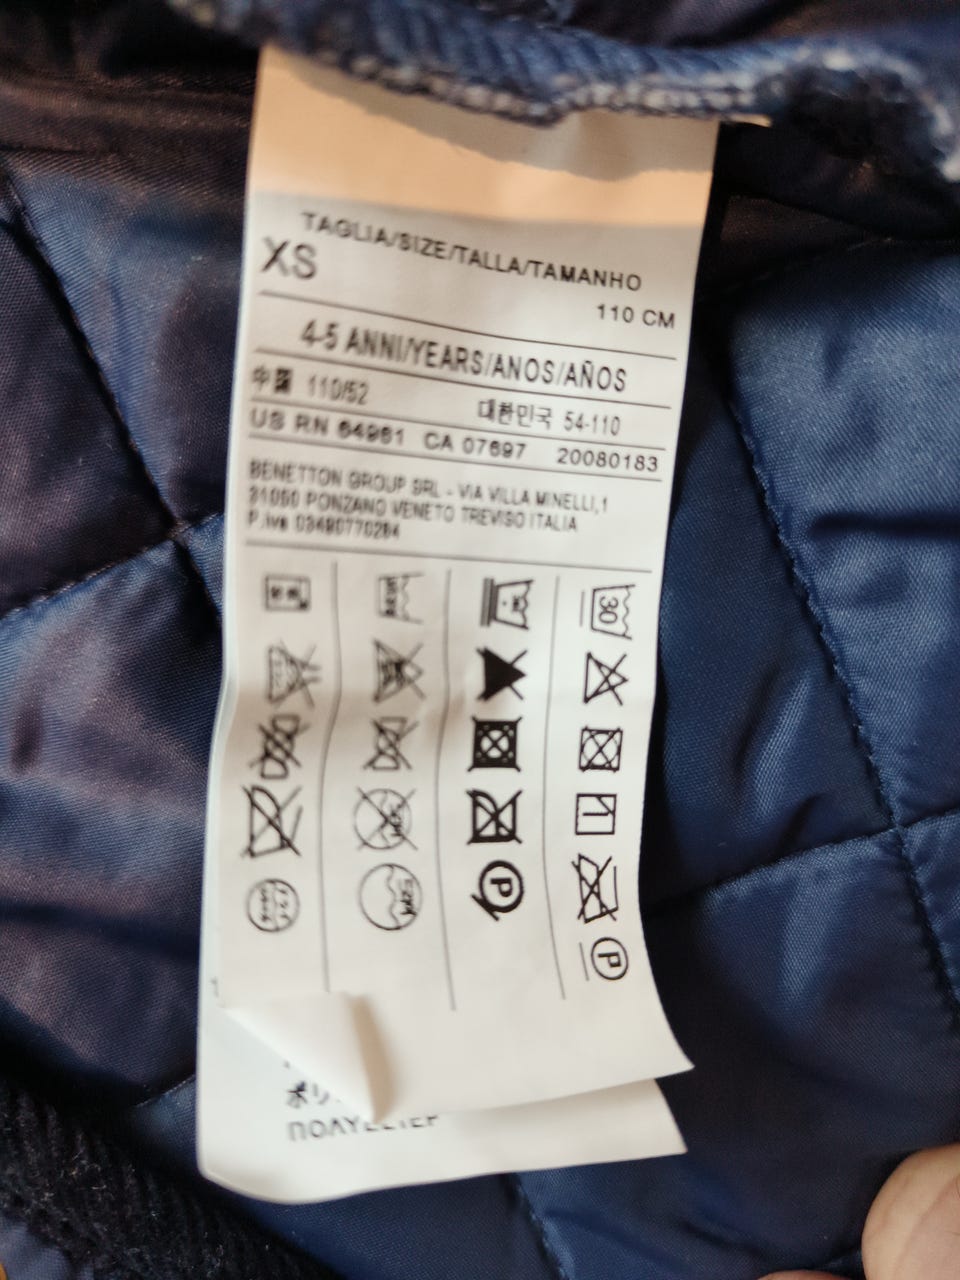 TAGLIA/SIZE/TALLA/TAMANHO
XS
110 CM
4-5 ANNI/YEARS/ANOS/AÑOS
中國 110/52 대한민국 54-110
US RN 64961 CA 07697 20080183
BENETTON GROUP SRL - VIA VILLA MINELLI,1
31050 PONZANO VENETO TREVISO ITALIA
P.iva 03490770264
30
P
P
ΠΟΛΥΕΣΤΕΡ